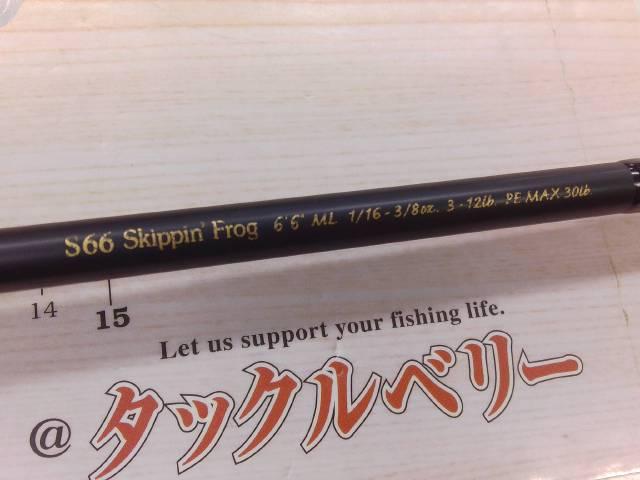 S66 Skippin' Frog 6'6" ML 1/16-3/8oz. 3-12lb. PE MAX 30lb.
14 15
Let us support your fishing life.
@タックルベリー